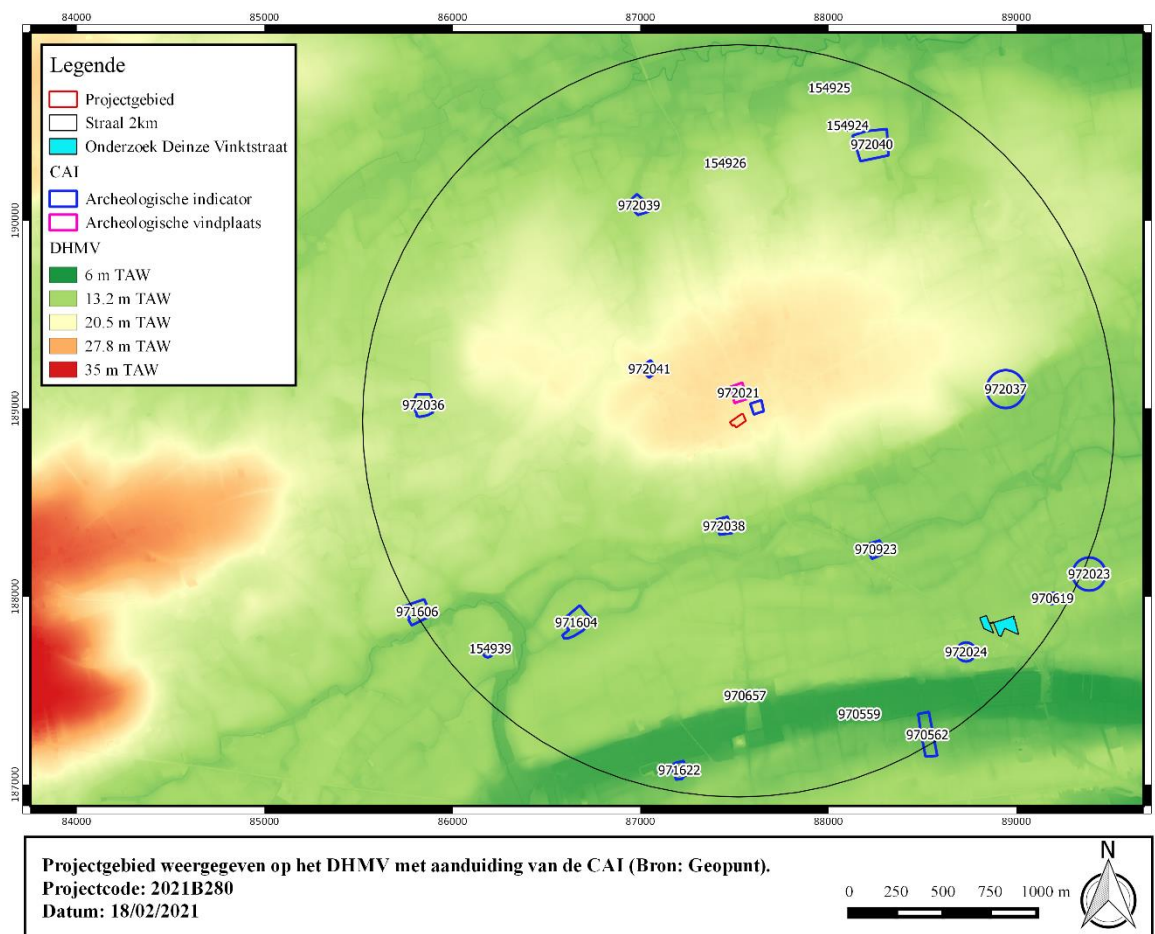 84000 85000 86000 87000 88000 89000
Legende
Projectgebied
Straal 2km
Onderzoek Deinze Vinktstraat
CAI
Archeologische indicator
Archeologische vindplaats
DHMV
6 m TAW
13.2 m TAW
20.5 m TAW
27.8 m TAW
35 m TAW
154925
154924
972040
154926
972039
190000
190000
972041
972021
972037
972036
189000
189000
972038
970923
972023
970619
188000
188000
971606
971604
154939
972024
970657
970559
970562
971622
187000
187000
84000 85000 86000 87000 88000 89000
Projectgebied weergegeven op het DHMV met aanduiding van de CAI (Bron: Geopunt).
Projectcode: 2021B280
Datum: 18/02/2021
0 250 500 750 1000 m
N